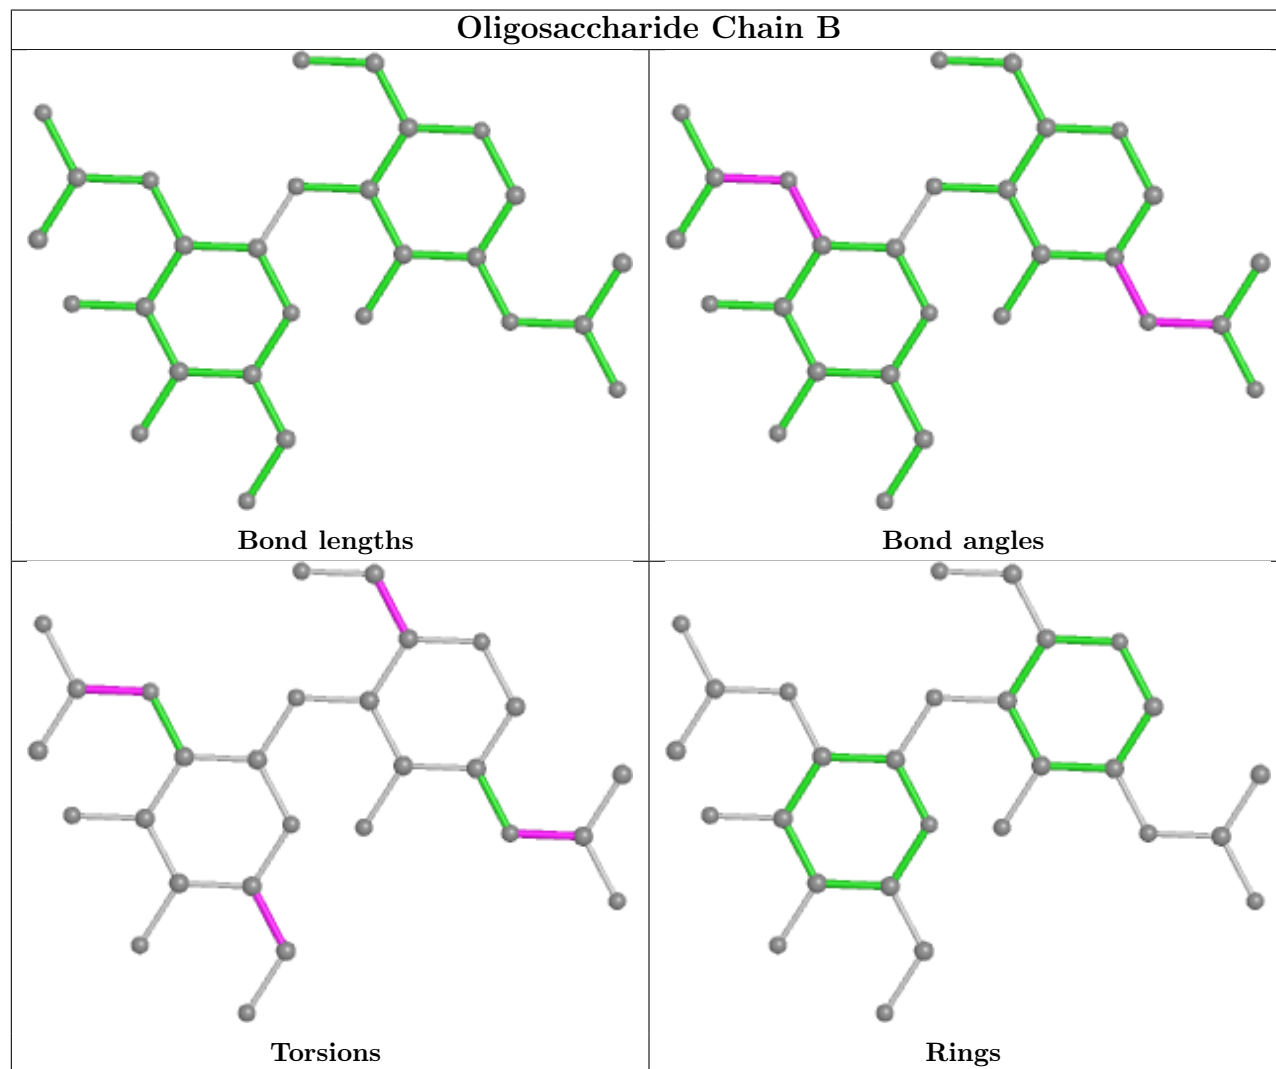 Oligosaccharide Chain B
Bond lengths
Bond angles
Torsions
Rings